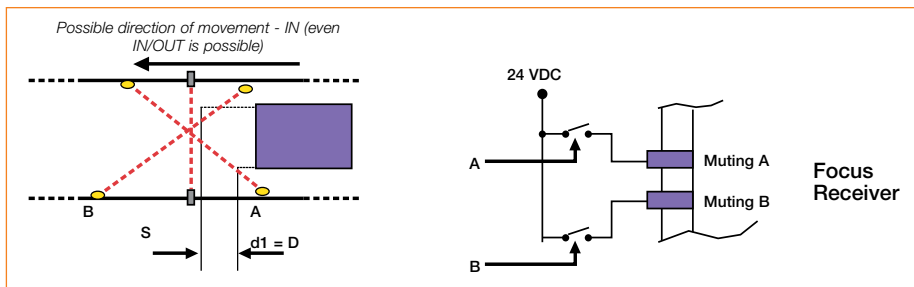 Possible direction of movement - IN (even
IN/OUT is possible)
B
A
S
d1 = D
24 VDC
A
B
Muting A
Muting B
Focus
Receiver